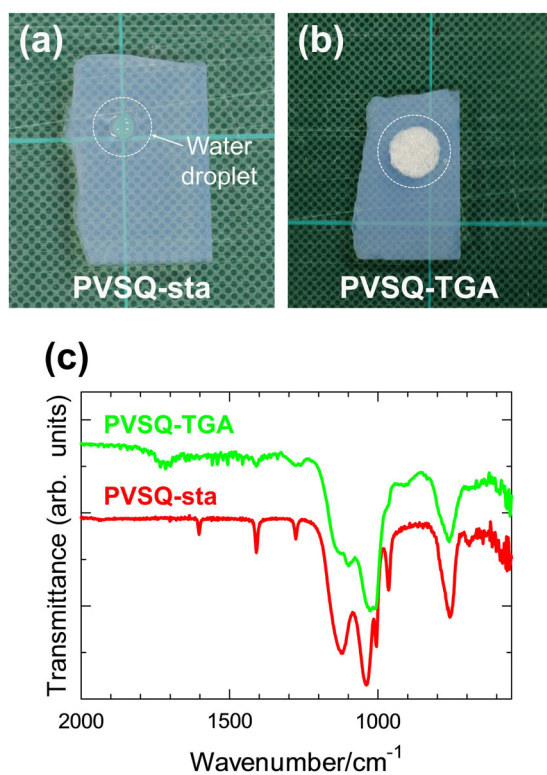 (a)
(b)
Water
droplet
PVSQ-sta
PVSQ-TGA
(c)
PVSQ-TGA
PVSQ-sta
Transmittance (arb. units)
2000 1500 1000
Wavenumber/cm⁻¹